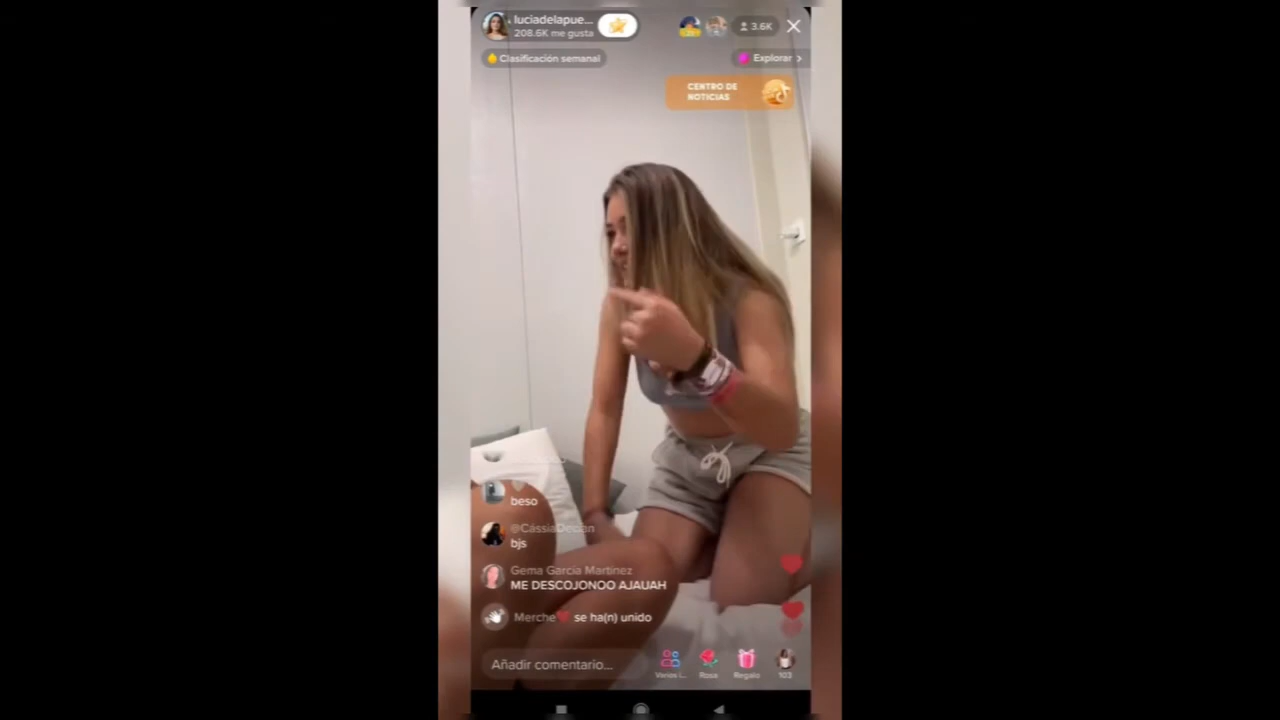 luciadelapue...
208.6K me gusta
3.6K
Clasificación semanal
Explorar >
CENTRO DE
NOTICIAS
beso
bjs
Gema García Martínez
ME DESCOJONOO AJAUAH
Merche se ha(n) unido
Añadir comentario...
Rosa
Regalo
103